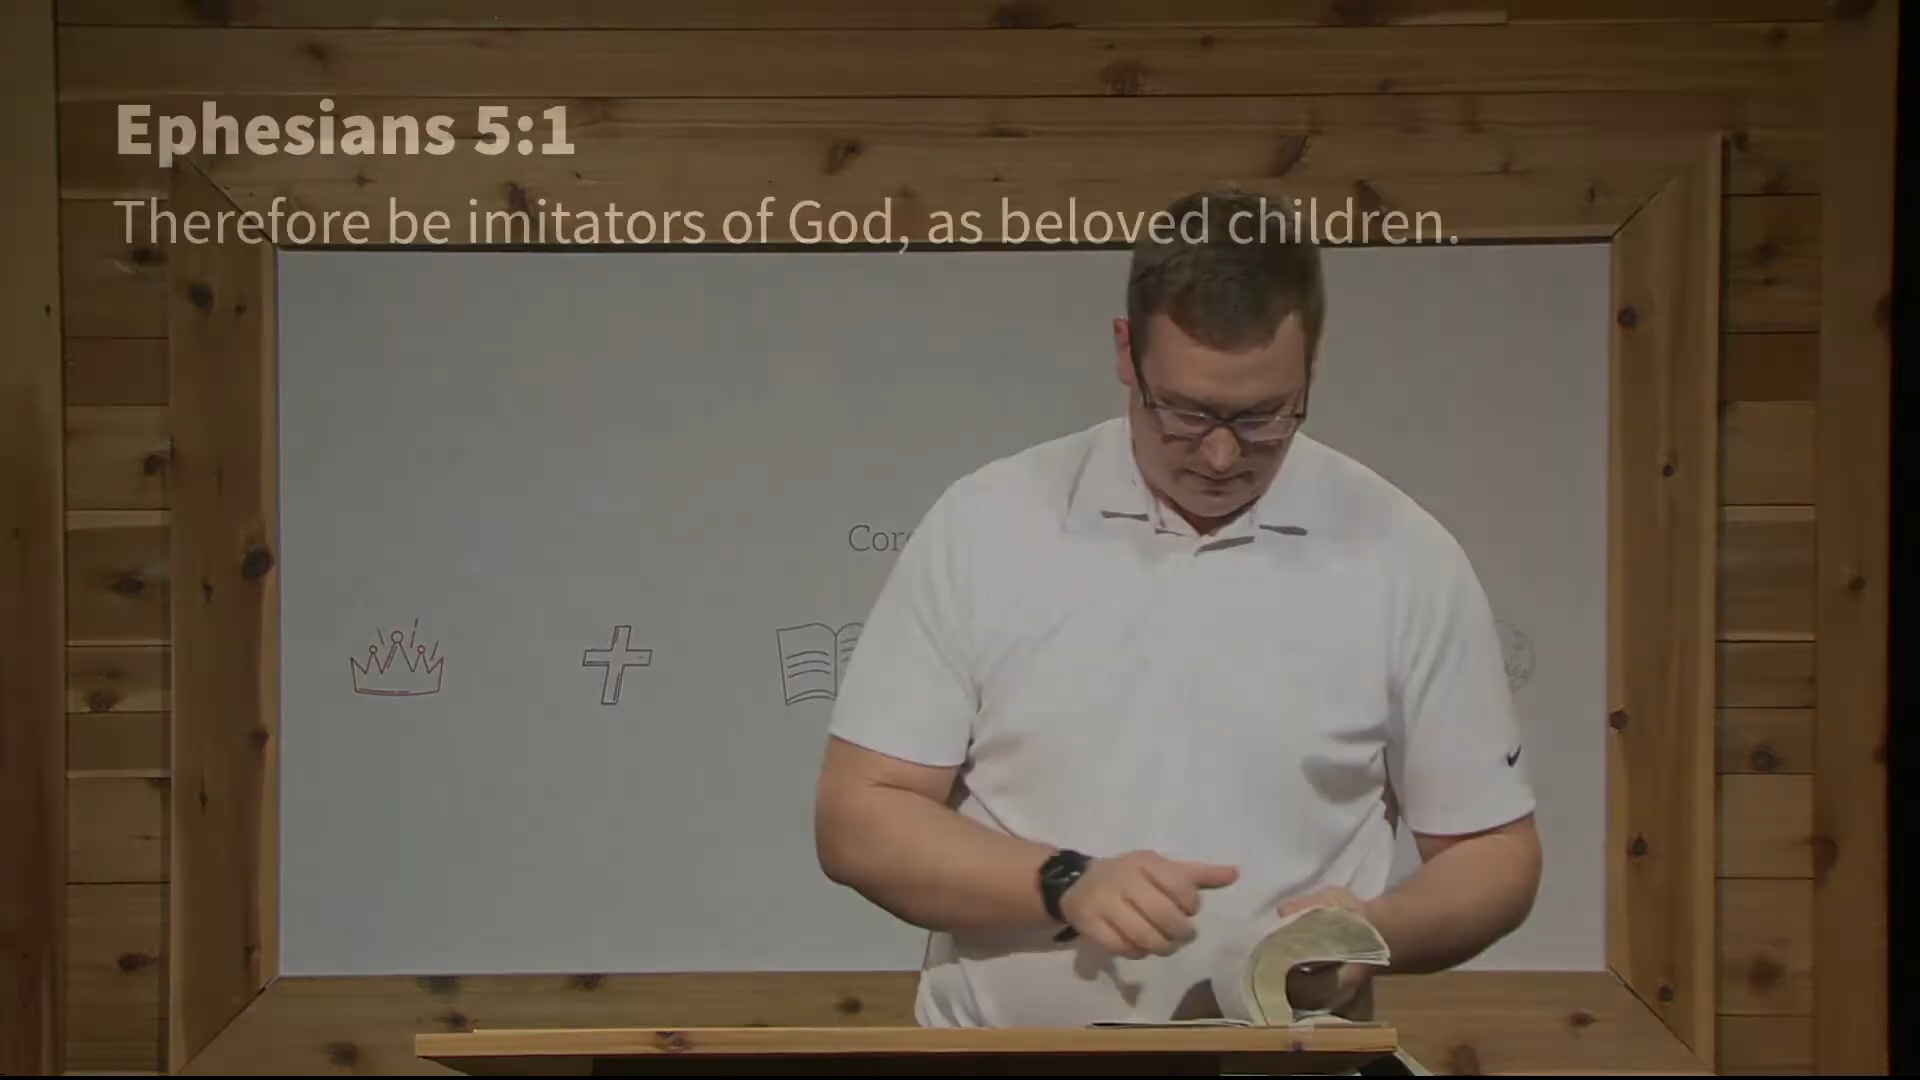 Ephesians 5:1
Therefore be imitators of God, as beloved children.